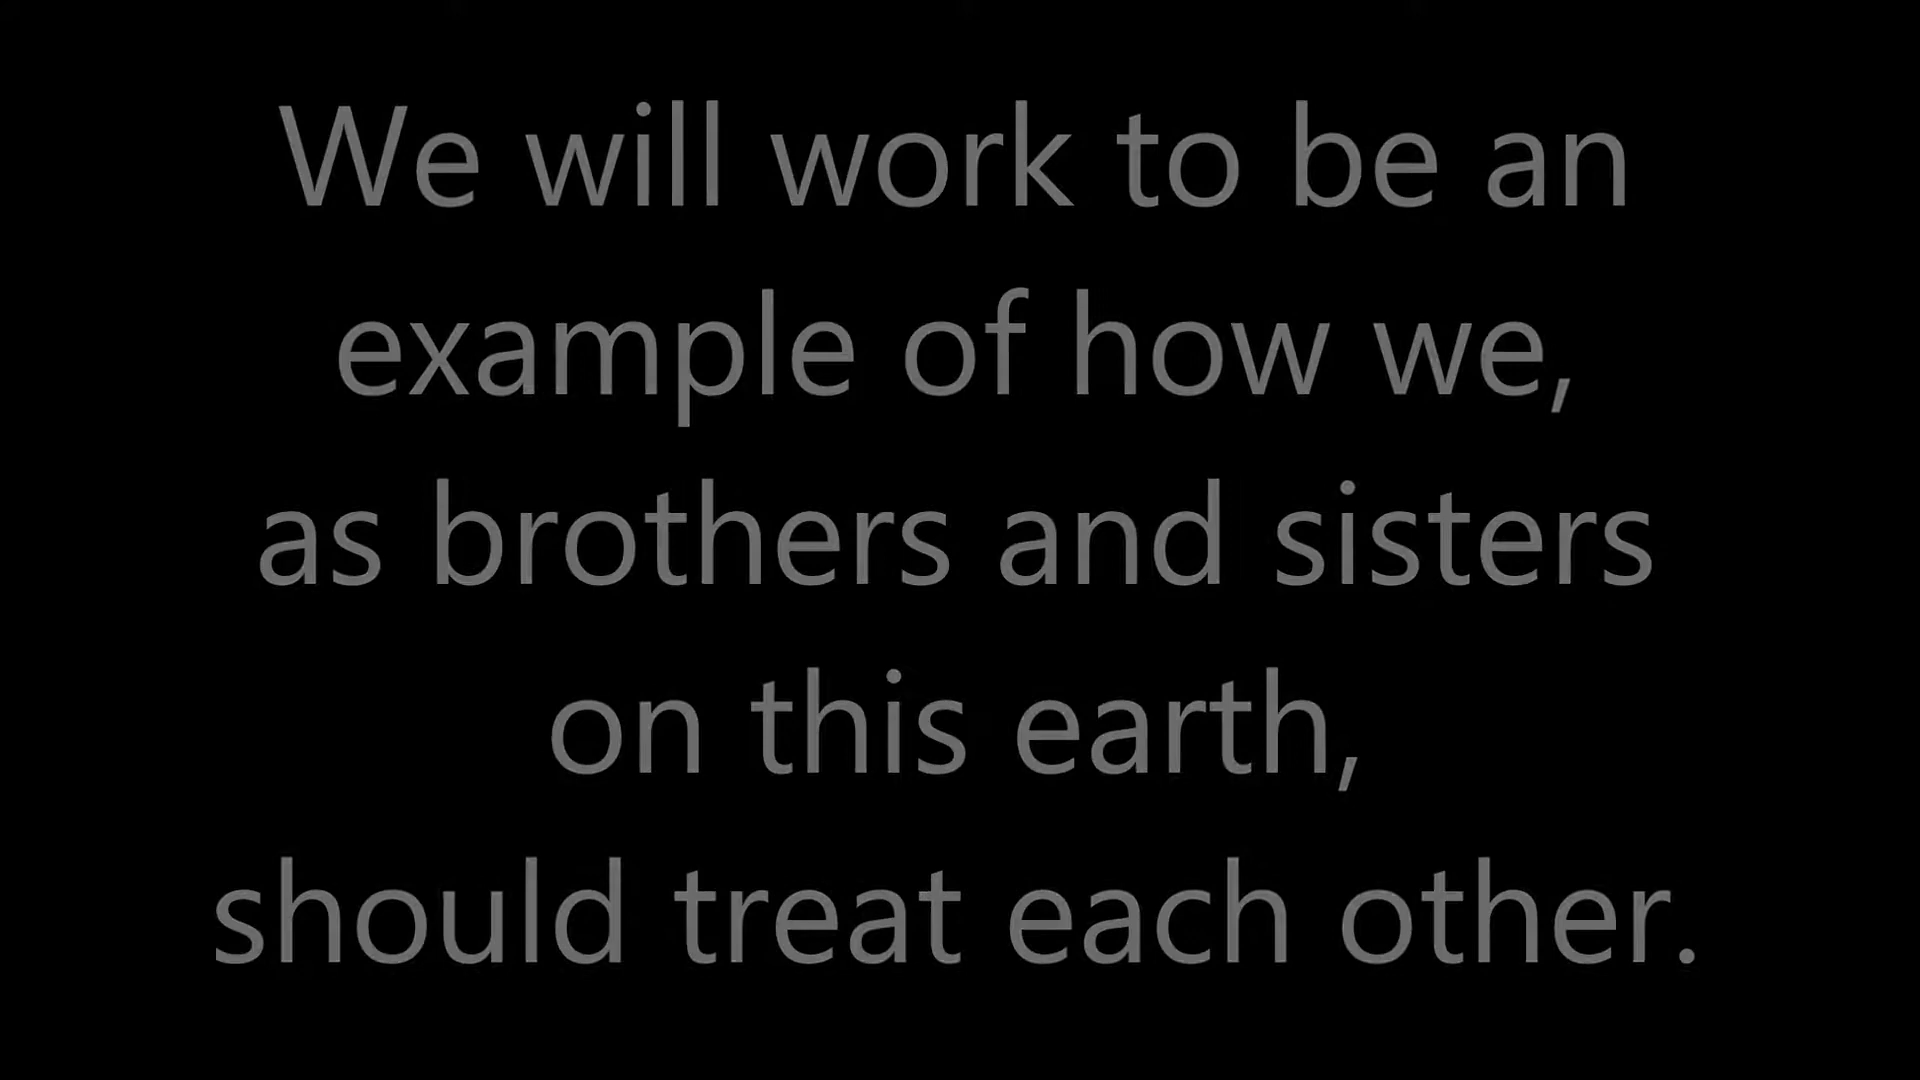 We will work to be an
example of how we,
as brothers and sisters
on this earth,
should treat each other.